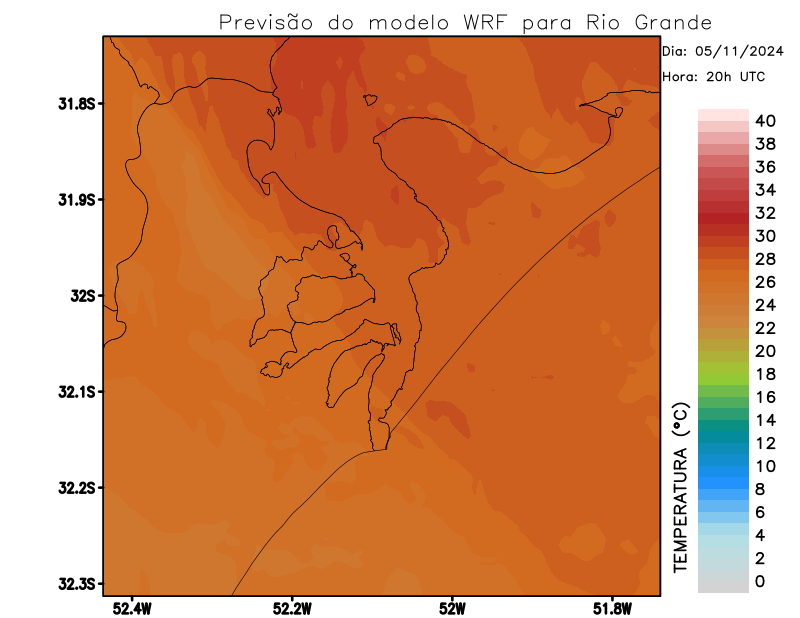 Previsão do modelo WRF para Rio Grande
Dia: 05/11/2024
Hora: 20h UTC
31.8S
31.9S
32S
32.1S
32.2S
32.3S
52.4W
52.2W
52W
51.8W
TEMPERATURA (°C)
40
38
36
34
32
30
28
26
24
22
20
18
16
14
12
10
8
6
4
2
0